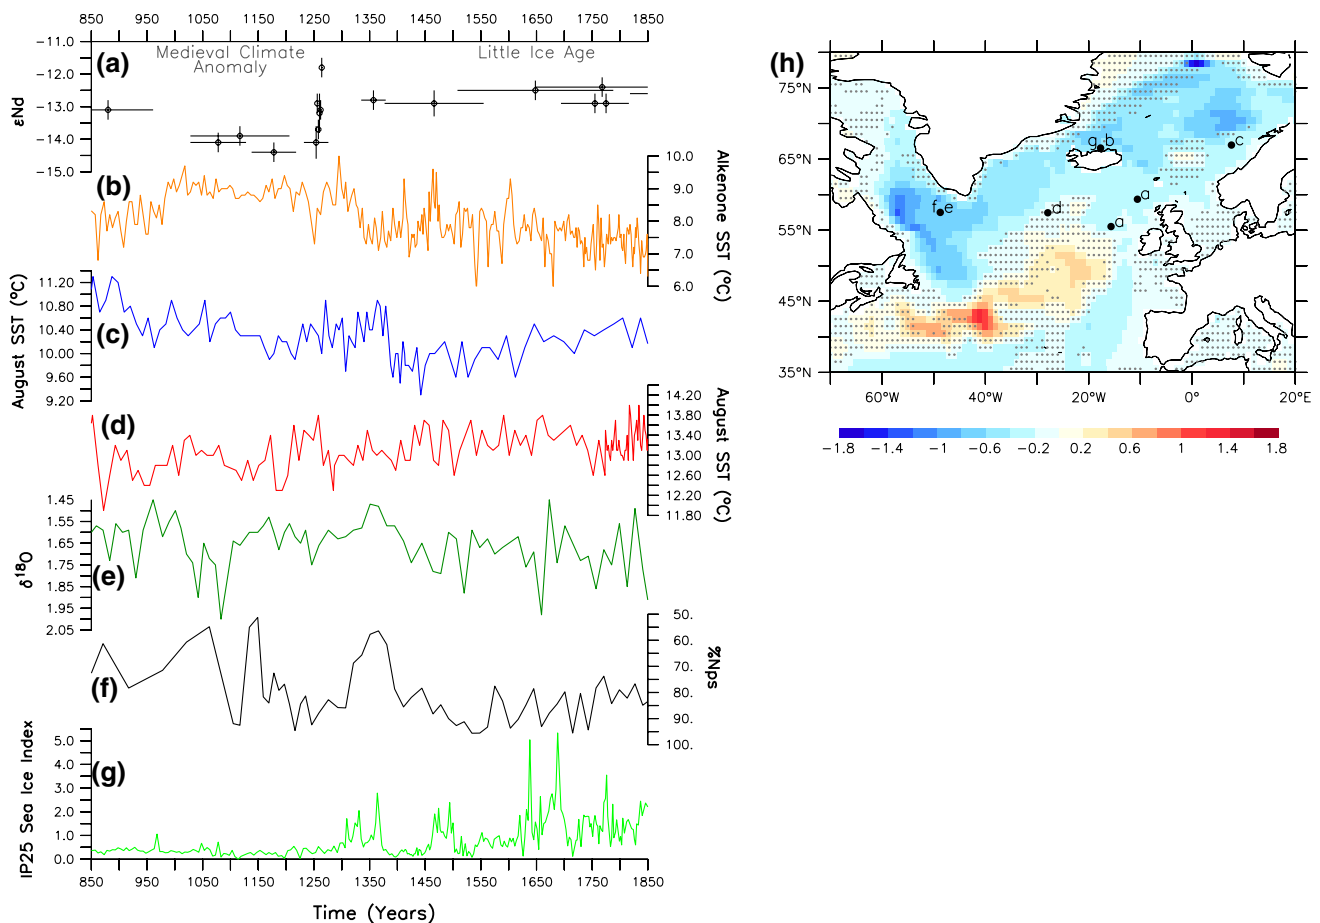 850 950 1050 1150 1250 1350 1450 1550 1650 1750 1850
Medieval Climate
Anomaly
Little Ice Age
(a)
εNd
-11.0
-12.0
-13.0
-14.0
-15.0
(b)
Alkenone SST (°C)
10.0
9.0
8.0
7.0
6.0
(c)
August SST (°C)
11.20
10.80
10.40
10.00
9.60
9.20
(d)
August SST (°C)
14.20
13.80
13.40
13.00
12.60
12.20
11.80
(e)
δ18O
1.45
1.55
1.65
1.75
1.85
1.95
2.05
(f)
%Nps
50.
60.
70.
80.
90.
100.
(g)
IP25 Sea Ice Index
5.0
4.0
3.0
2.0
1.0
0.0
850 950 1050 1150 1250 1350 1450 1550 1650 1750 1850
Time (Years)
(h)
75°N
65°N
55°N
45°N
35°N
g b
c
a
f e
d
a
60°W 40°W 20°W 0°E 20°E
-1.8 -1.4 -1 -0.6 -0.2 0.2 0.6 1 1.4 1.8